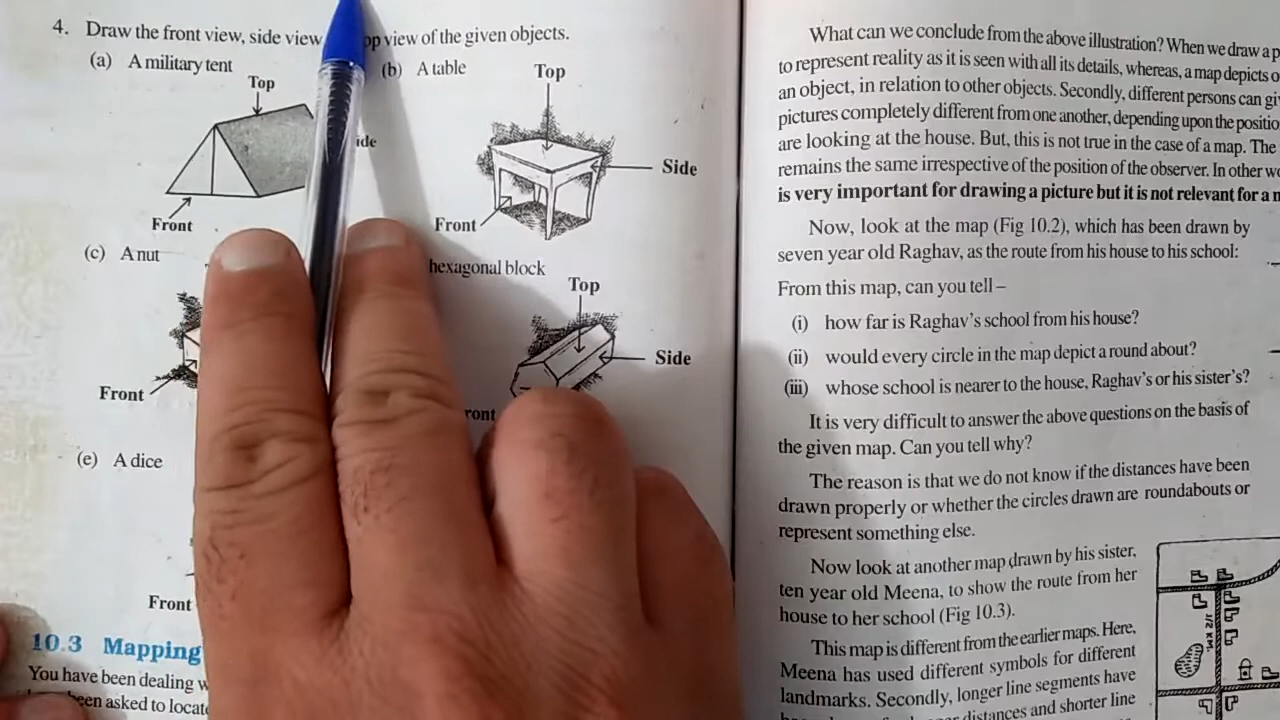 4. Draw the front view, side view op view of the given objects.
(a) A military tent
Top
ide
Front
(b) A table
Top
Side
Front
(c) A nut
Front
hexagonal block
Top
Side
ront
(e) A dice
Front
10.3 Mapping
You have been dealing w
een asked to locat
What can we conclude from the above illustration? When we draw a p
to represent reality as it is seen with all its details, whereas, a map depicts o
an object, in relation to other objects. Secondly, different persons can gi
pictures completely different from one another, depending upon the positio
are looking at the house. But, this is not true in the case of a map. The
remains the same irrespective of the position of the observer. In other w
is very important for drawing a picture but it is not relevant for a m
Now, look at the map (Fig 10.2), which has been drawn by
seven year old Raghav, as the route from his house to his school:
From this map, can you tell –
(i) how far is Raghav's school from his house?
(ii) would every circle in the map depict a round about?
(iii) whose school is nearer to the house, Raghav's or his sister's?
It is very difficult to answer the above questions on the basis of
the given map. Can you tell why?
The reason is that we do not know if the distances have been
drawn properly or whether the circles drawn are roundabouts or
represent something else.
Now look at another map drawn by his sister,
ten year old Meena, to show the route from her
house to her school (Fig 10.3).
This map is different from the earlier maps. Here,
Meena has used different symbols for different
landmarks. Secondly, longer line segments have
distances and shorter line
1/2 KM.